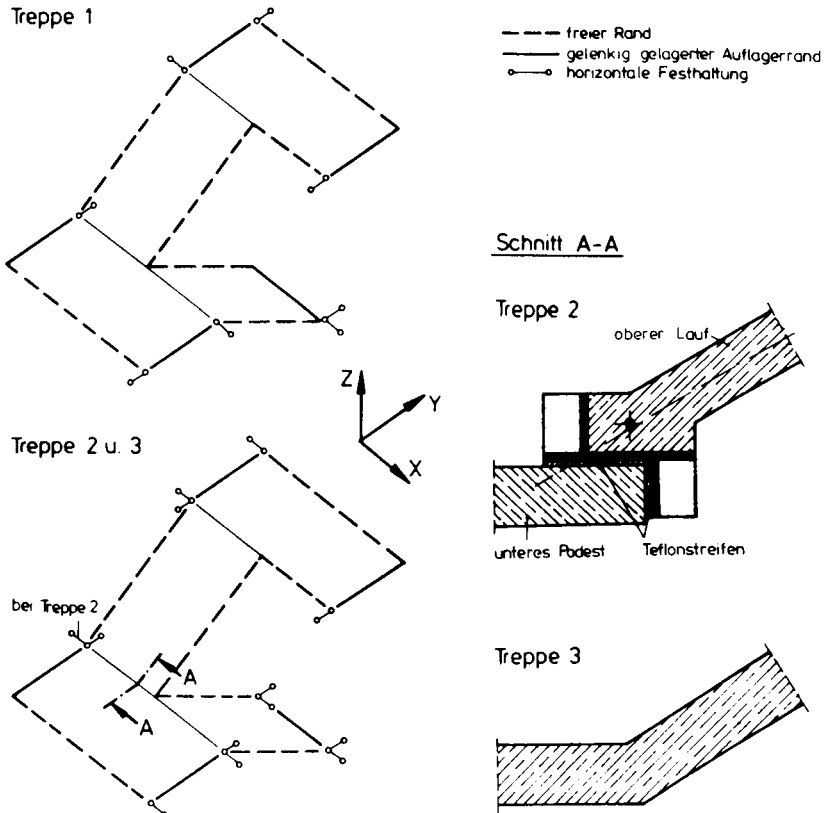 Treppe 1
freier Rand
gelenkig gelagerter Auflagerrand
horizontale Festhaltung
Schnitt A-A
Treppe 2
oberer Lauf
unteres Podest
Teflonstreifen
Z
Y
X
Treppe 2 u. 3
bei Treppe 2
A
A
Treppe 3